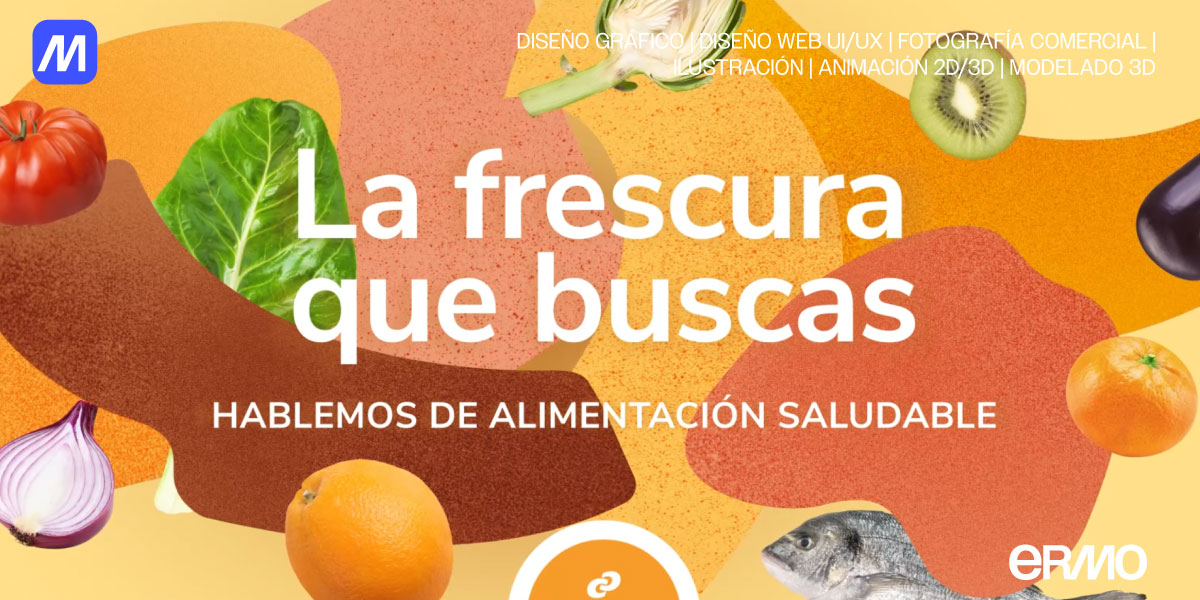 M
DISEÑO GRÁFICO | DISEÑO WEB UI/UX | FOTOGRAFÍA COMERCIAL |
ILUSTRACIÓN | ANIMACIÓN 2D/3D | MODELADO 3D
La frescura
que buscas
HABLEMOS DE ALIMENTACIÓN SALUDABLE
eRMO